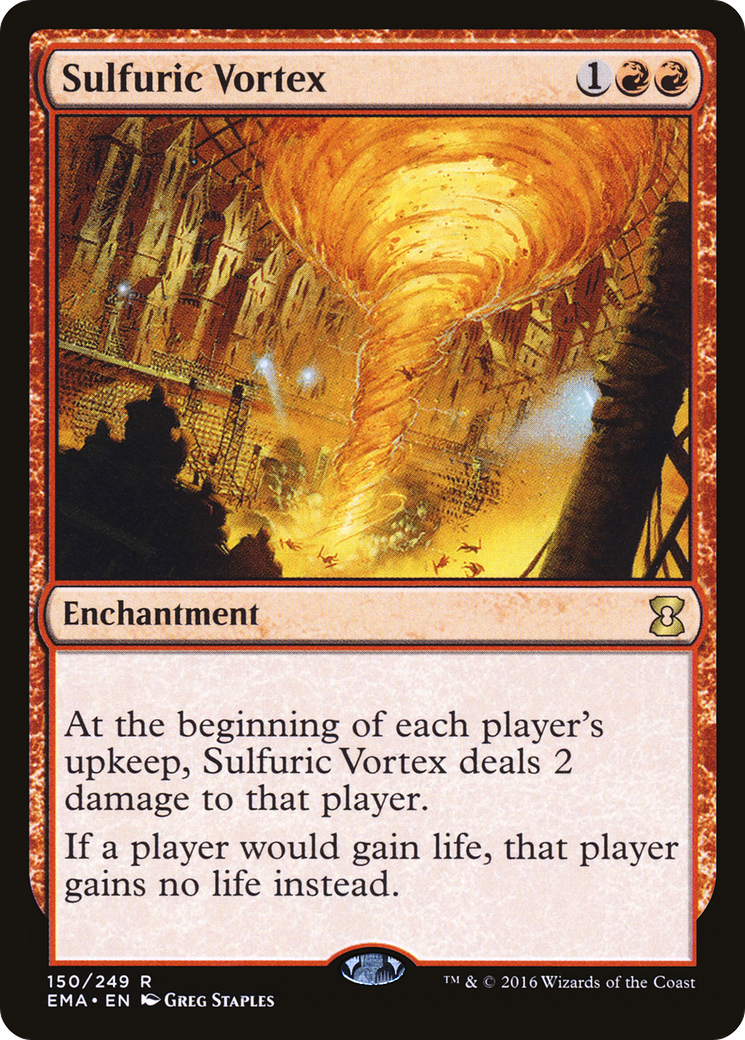 Sulfuric Vortex 1
Enchantment
At the beginning of each player's
upkeep, Sulfuric Vortex deals 2
damage to that player.
If a player would gain life, that player
gains no life instead.
150/249 R
EMA • EN Greg Staples
™ & © 2016 Wizards of the Coast